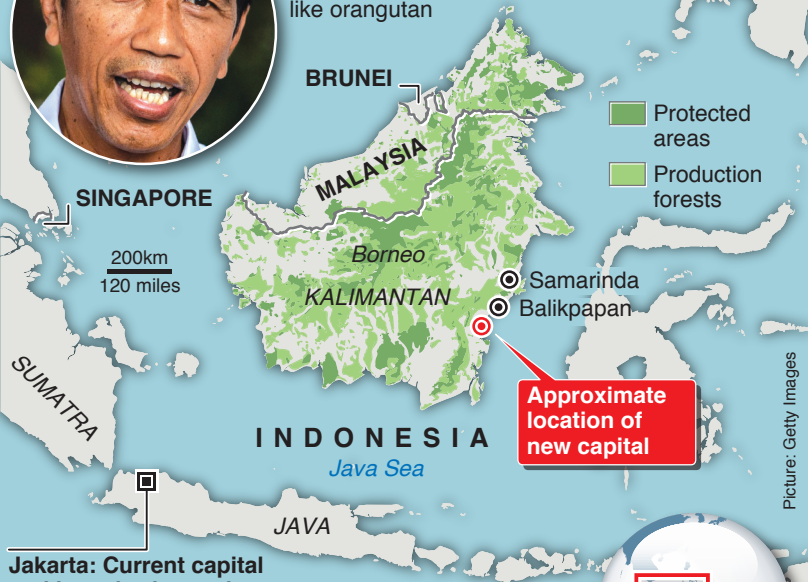 like orangutan
BRUNEI
Protected
areas
MALAYSIA
Production
forests
SINGAPORE
200km
120 miles
Borneo
Samarinda
KALIMANTAN
Balikpapan
SUMATRA
Approximate
location of
new capital
INDONESIA
Java Sea
Picture: Getty Images
JAVA
Jakarta: Current capital